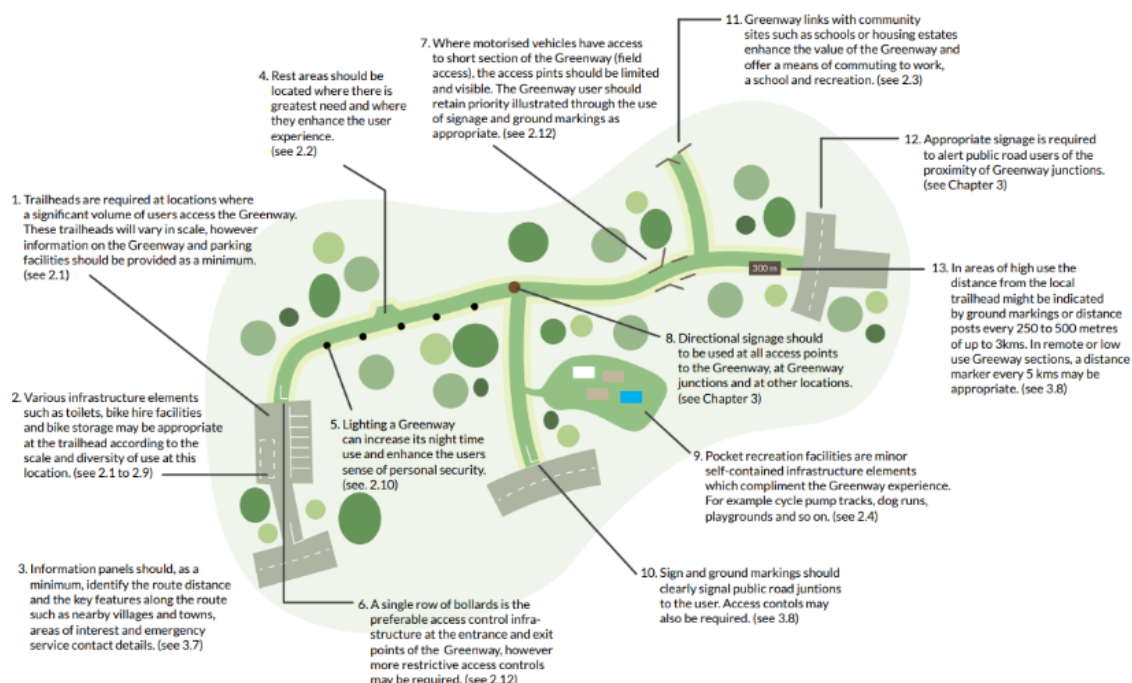 1. Trailheads are required at locations where
a significant volume of users access the Greenway.
These trailheads will vary in scale, however
information on the Greenway and parking
facilities should be provided as a minimum.
(see 2.1)
2. Various infrastructure elements
such as toilets, bike hire facilities
and bike storage may be appropriate
at the trailhead according to the
scale and diversity of use at this
location. (see 2.1 to 2.9)
3. Information panels should, as a
minimum, identify the route distance
and the key features along the route
such as nearby villages and towns,
areas of interest and emergency
service contact details. (see 3.7)
4. Rest areas should be
located where there is
greatest need and where
they enhance the user
experience.
(see 2.2)
5. Lighting a Greenway
can increase its night time
use and enhance the users
sense of personal security.
(see. 2.10)
6. A single row of bollards is the
preferable access control infra-
structure at the entrance and exit
points of the Greenway, however
more restrictive access controls
may be required. (see 2.12)
7. Where motorised vehicles have access
to short section of the Greenway (field
access), the access pints should be limited
and visible. The Greenway user should
retain priority illustrated through the use
of signage and ground markings as
appropriate. (see 2.12)
8. Directional signage should
to be used at all access points
to the Greenway, at Greenway
junctions and at other locations.
(see Chapter 3)
9. Pocket recreation facilities are minor
self-contained infrastructure elements
which compliment the Greenway experience.
For example cycle pump tracks, dog runs,
playgrounds and so on. (see 2.4)
10. Sign and ground markings should
clearly signal public road juntions
to the user. Access contols may
also be required. (see 3.8)
11. Greenway links with community
sites such as schools or housing estates
enhance the value of the Greenway and
offer a means of commuting to work,
a school and recreation. (see 2.3)
12. Appropriate signage is required
to alert public road users of the
proximity of Greenway junctions.
(see Chapter 3)
300 m
13. In areas of high use the
distance from the local
trailhead might be indicated
by ground markings or distance
posts every 250 to 500 metres
of up to 3kms. In remote or low
use Greeway sections, a distance
marker every 5 kms may be
appropriate. (see 3.8)